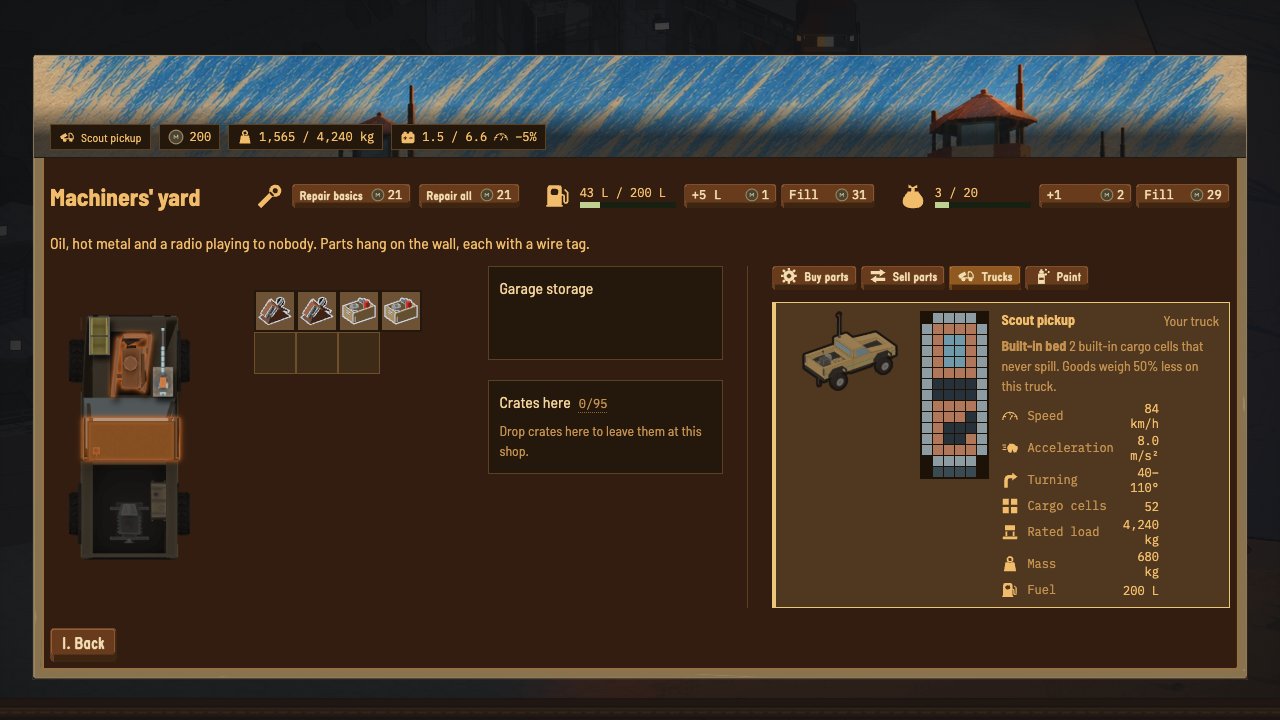 Scout pickup
200
1,565 / 4,240 kg
1.5 / 6.6 −5%
Machiners' yard
Repair basics 21
Repair all 21
43 L / 200 L
+5 L 1
Fill 31
3 / 20
+1 2
Fill 29
Oil, hot metal and a radio playing to nobody. Parts hang on the wall, each with a wire tag.
Garage storage
Crates here 0/95
Drop crates here to leave them at this
shop.
Buy parts
Sell parts
Trucks
Paint
Scout pickup
Your truck
Built-in bed 2 built-in cargo cells that
never spill. Goods weigh 50% less on
this truck.
Speed 84
km/h
Acceleration 8.0
m/s²
Turning 40–
110°
Cargo cells 52
Rated load 4,240
kg
Mass 680
kg
Fuel 200 L
1. Back